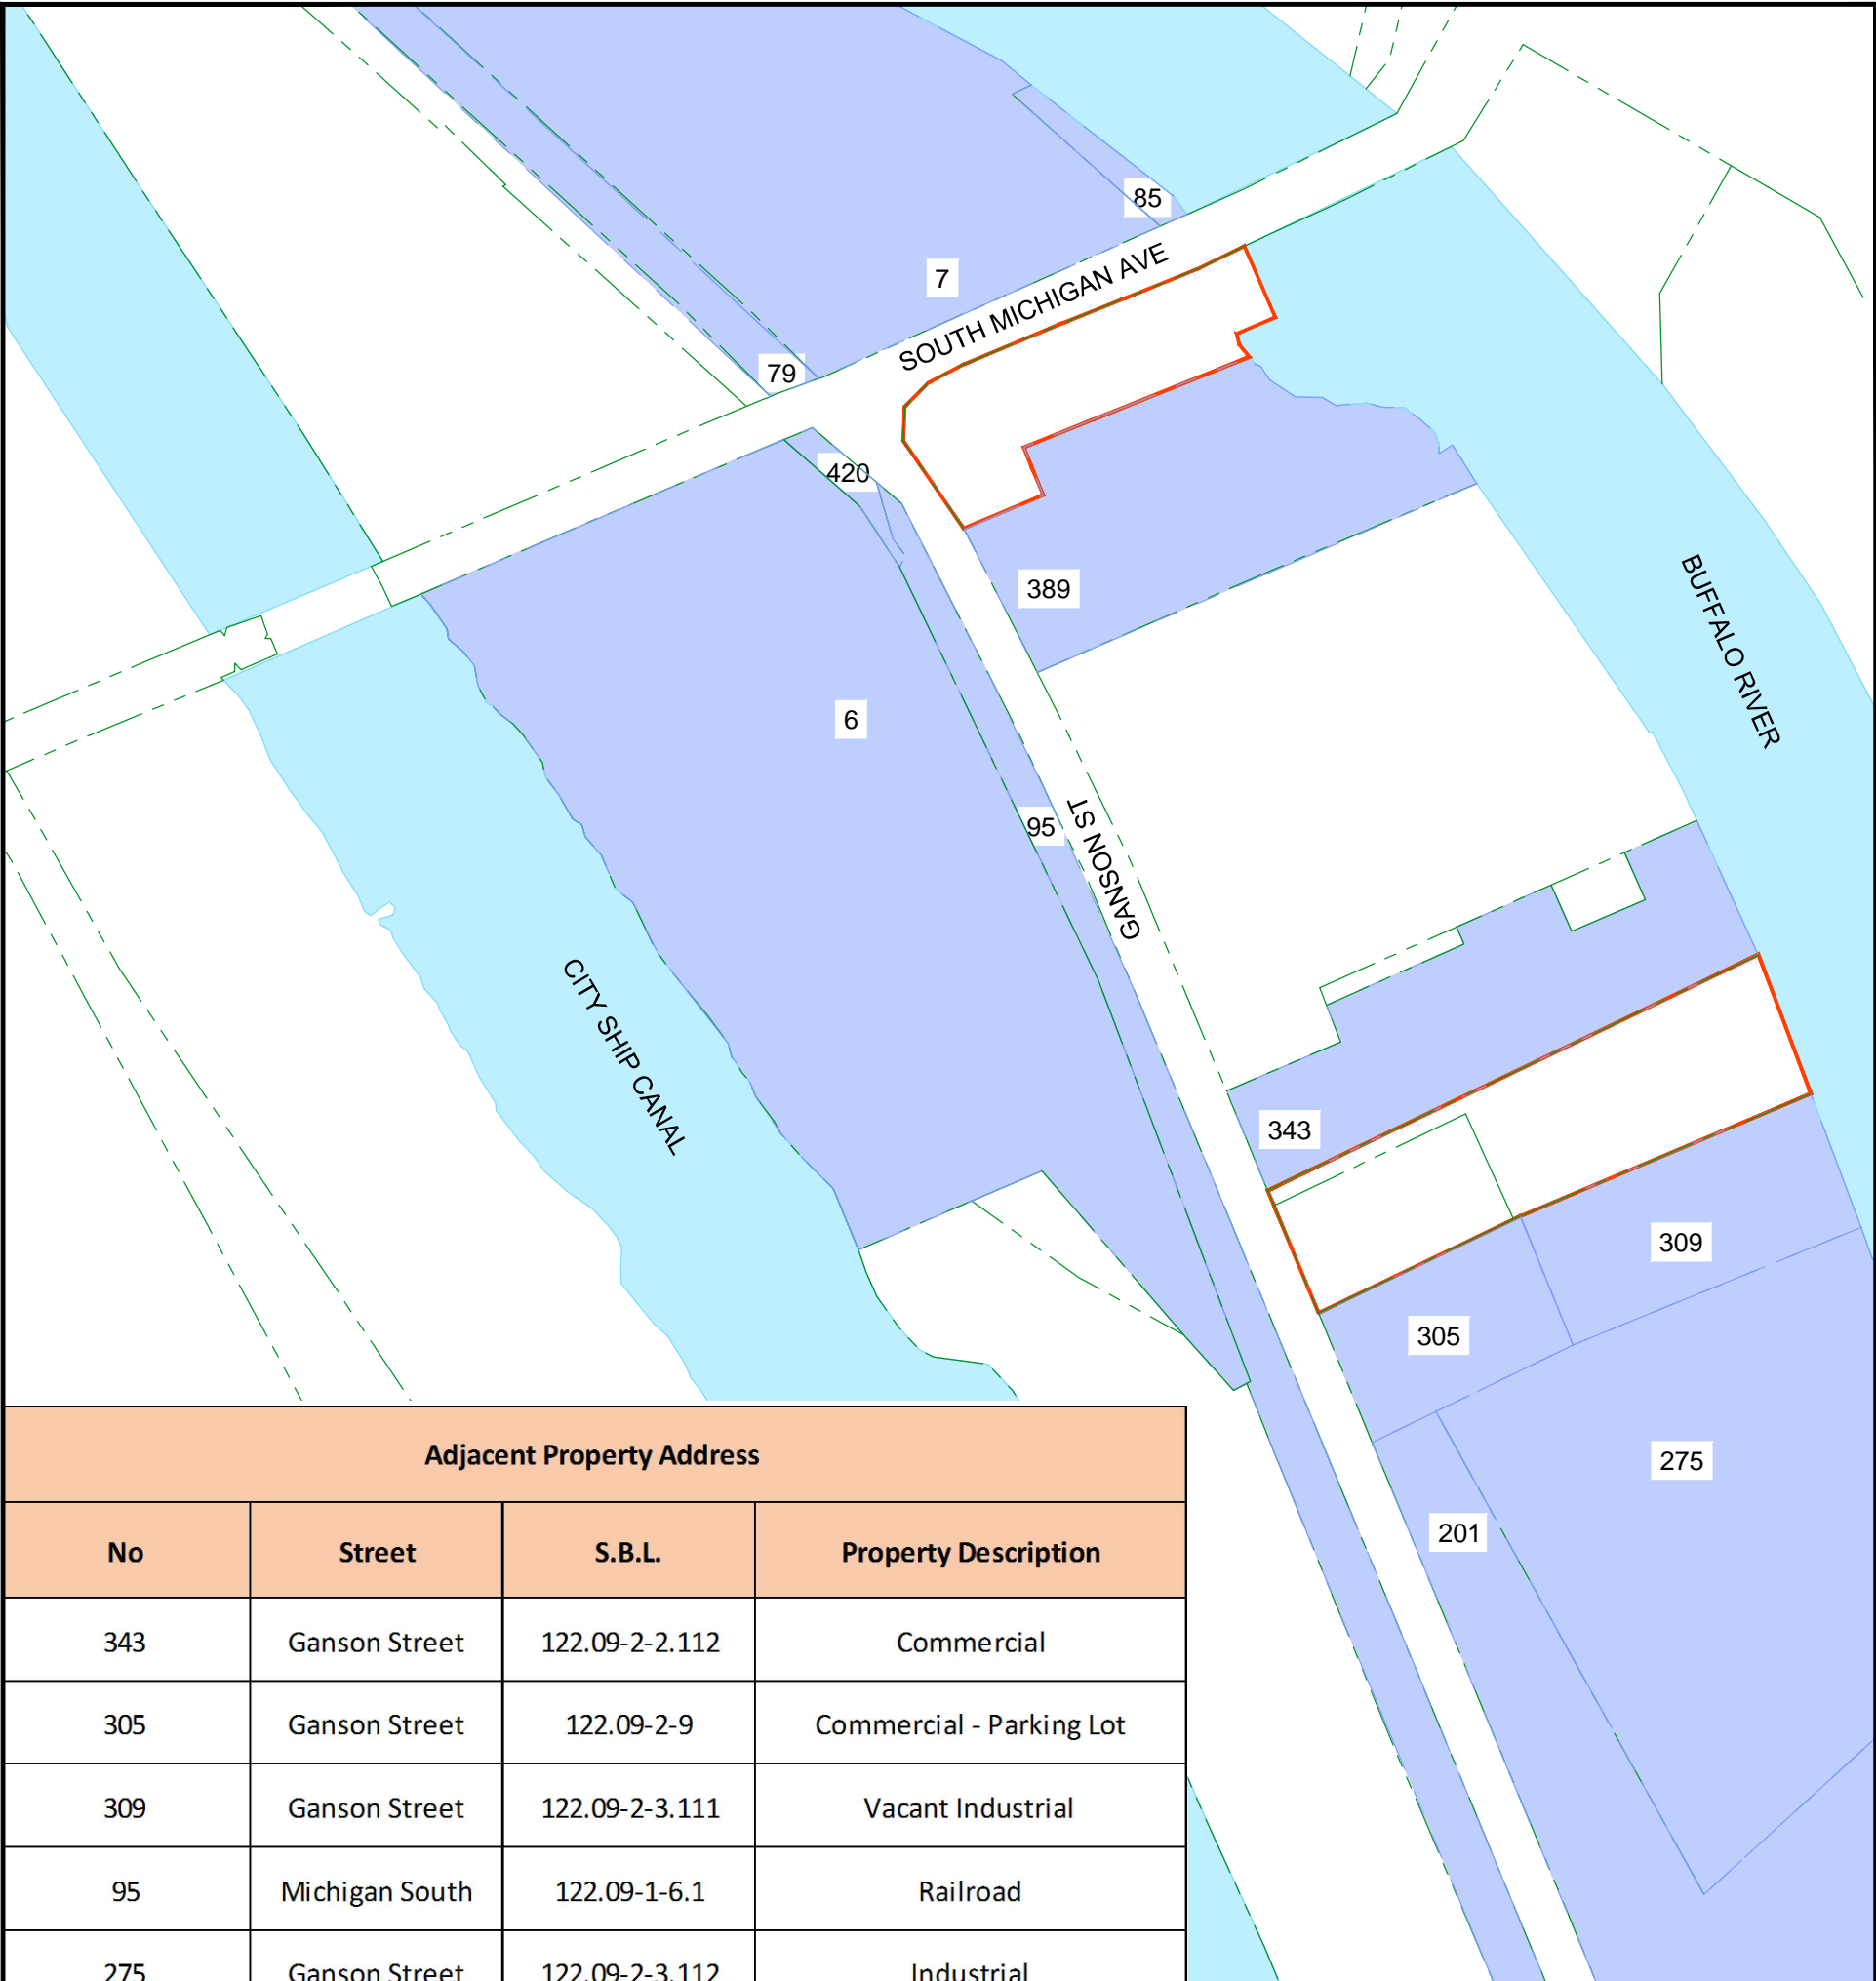 85
7
SOUTH MICHIGAN AVE
79
420
389
BUFFALO RIVER
6
95
GANSON ST
CITY SHIP CANAL
343
309
305
275
201
Adjacent Property Address
No Street S.B.L. Property Description
343 Ganson Street 122.09-2-2.112 Commercial
305 Ganson Street 122.09-2-9 Commercial - Parking Lot
309 Ganson Street 122.09-2-3.111 Vacant Industrial
95 Michigan South 122.09-1-6.1 Railroad
275 Ganson Street 122.09-2-3.112 Industrial